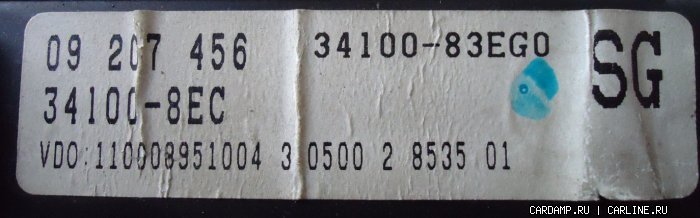 09 207 456 34100-83EG0 SG
34100-8EC
VDO:110008951004 3 0500 2 8535 01
CARDAMP.RU | CARLINE.RU